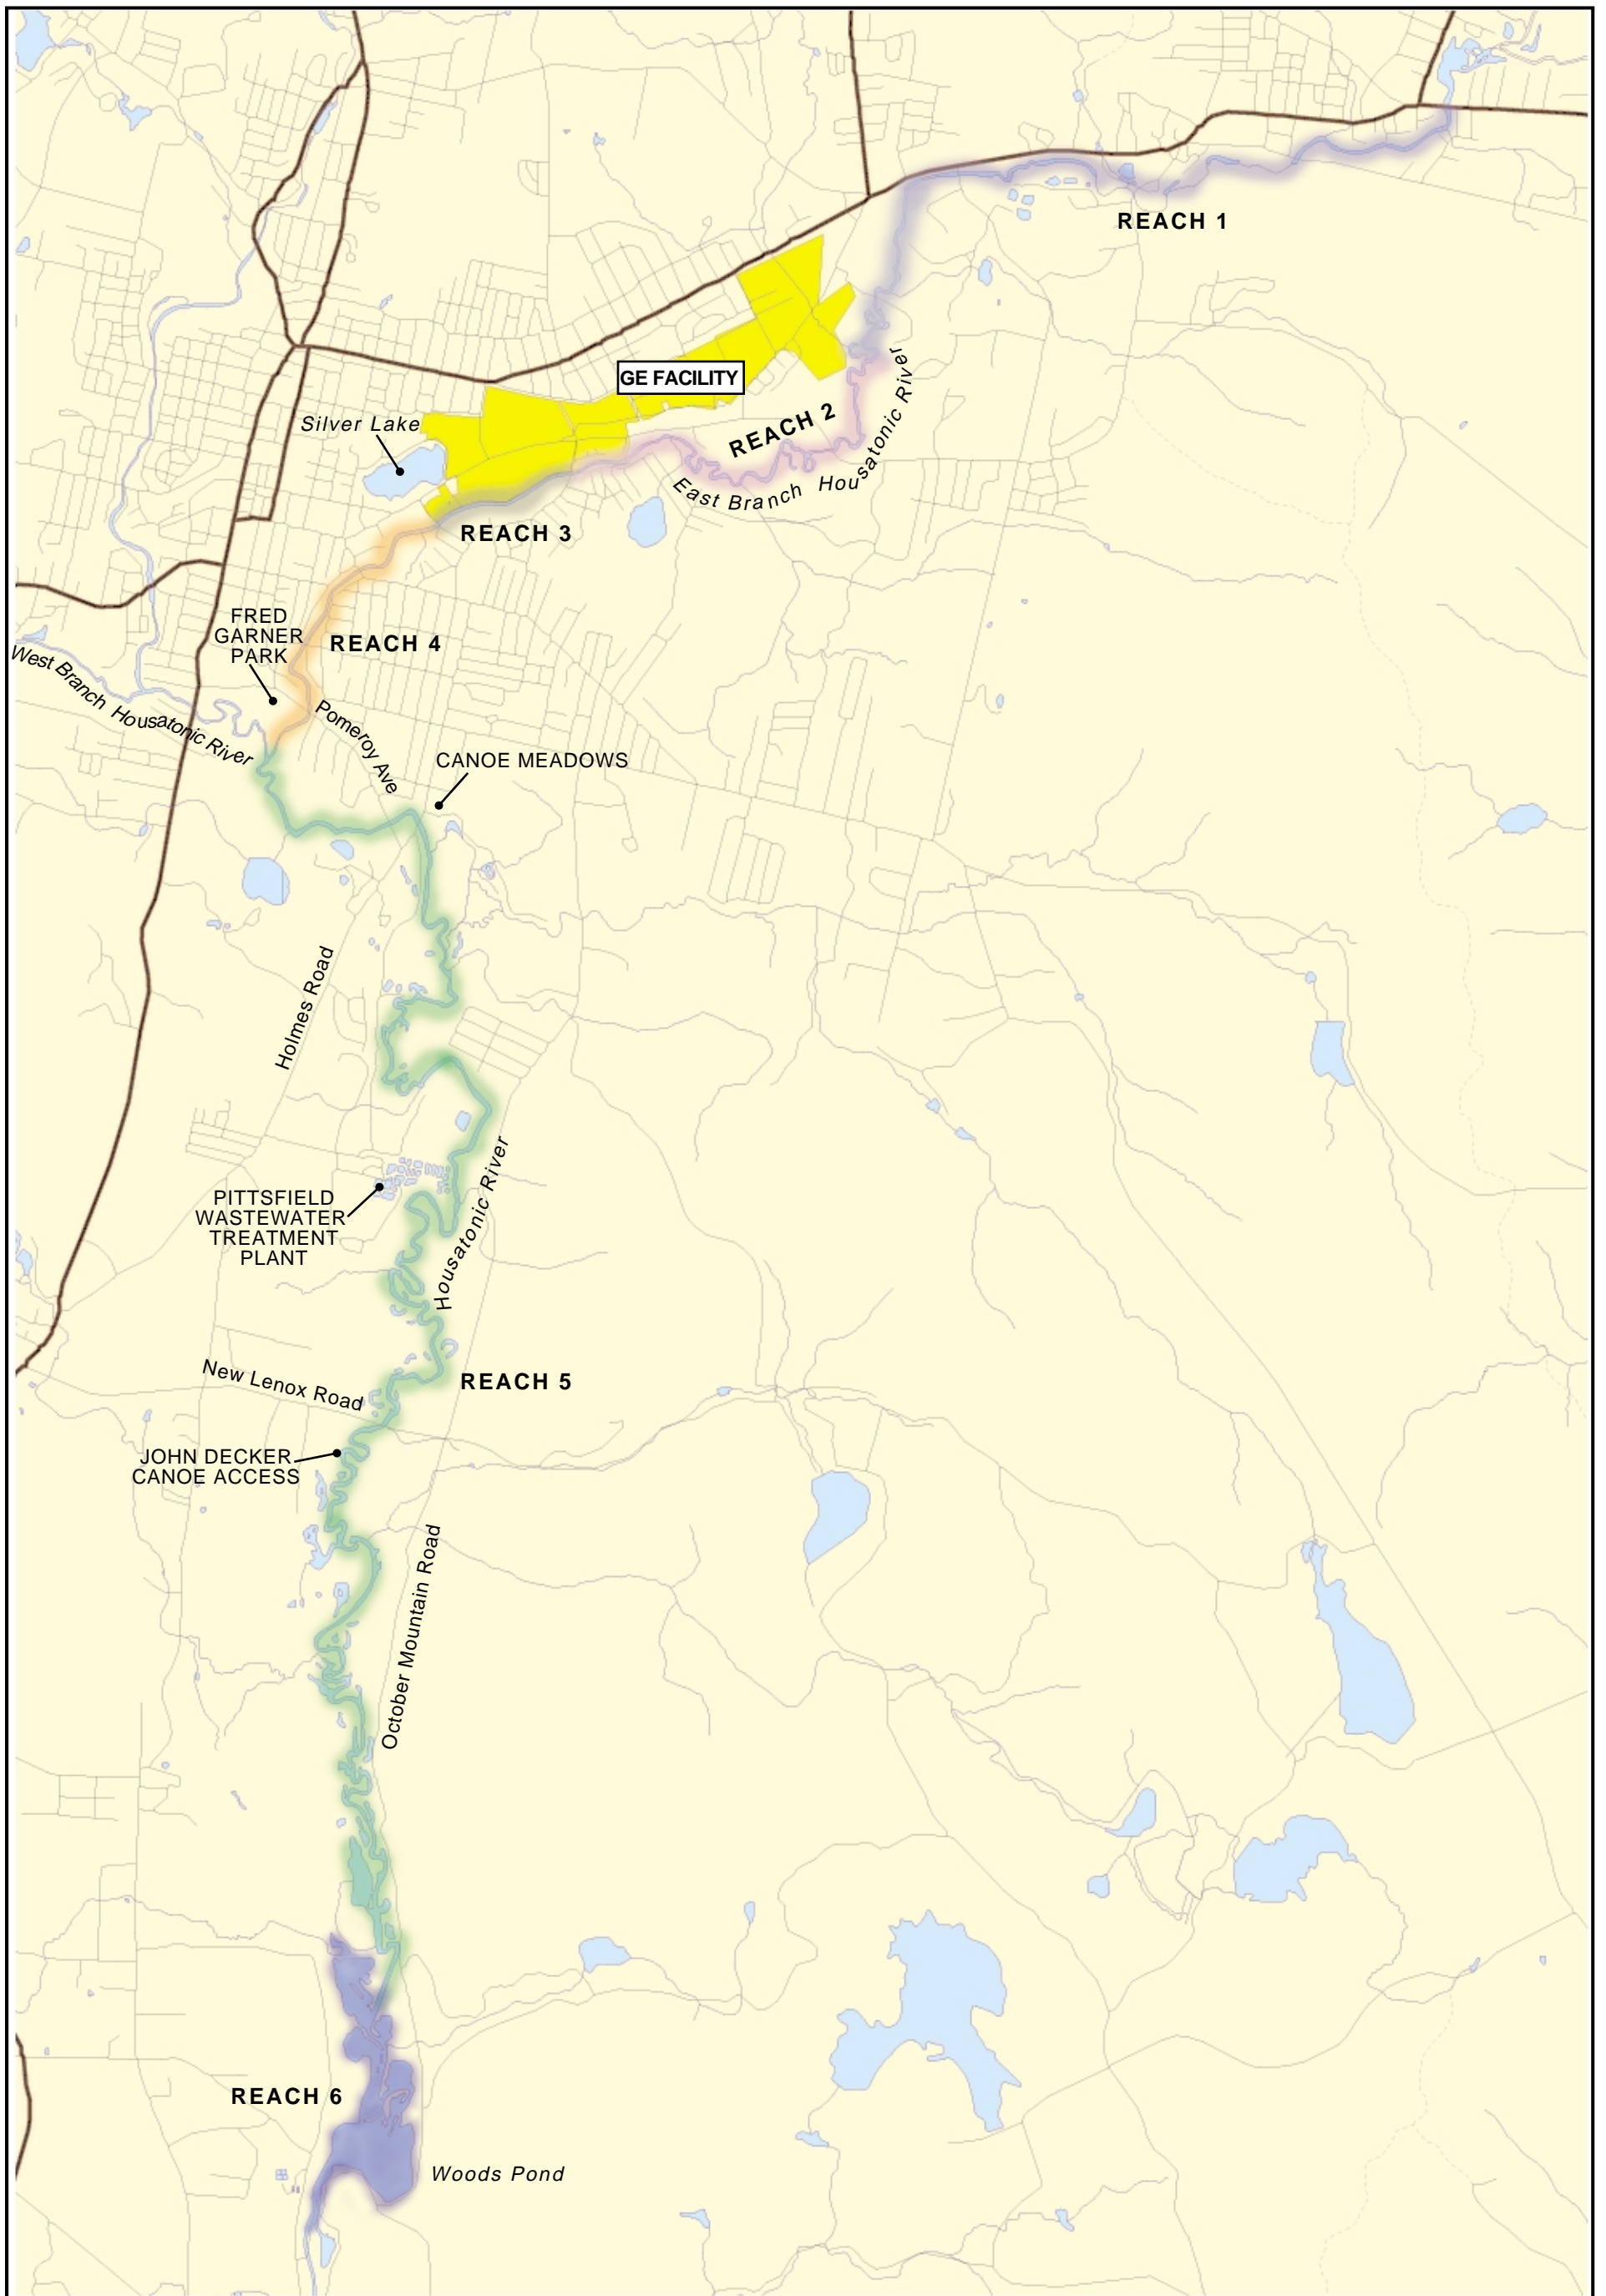 REACH 1
GE FACILITY
REACH 2
East Branch Housatonic River
Silver Lake
REACH 3
FRED
GARNER
PARK
REACH 4
West Branch Housatonic River
Pomeroy Ave
CANOE MEADOWS
Holmes Road
PITTSFIELD
WASTEWATER
TREATMENT
PLANT
Housatonic River
New Lenox Road
REACH 5
JOHN DECKER
CANOE ACCESS
October Mountain Road
REACH 6
Woods Pond